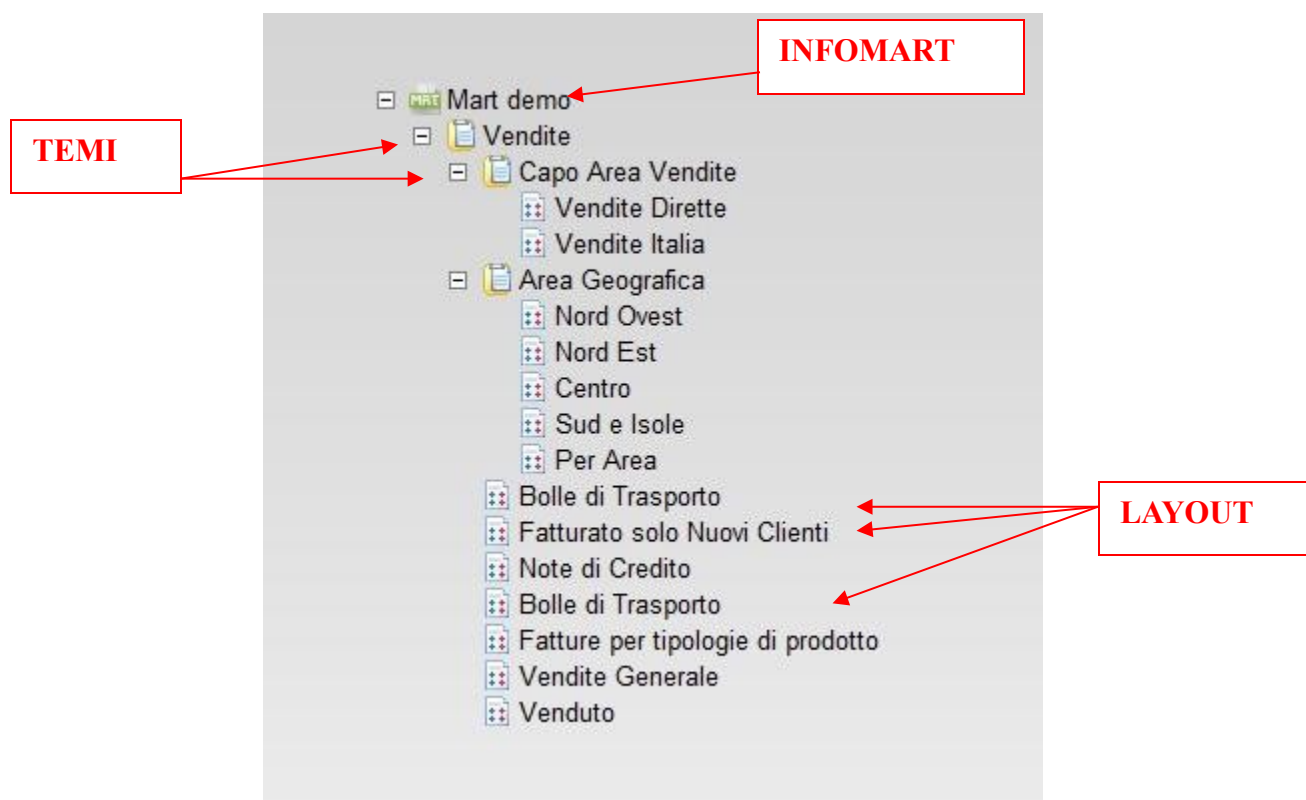 INFOMART
Mart demo
TEMI
Vendite
Capo Area Vendite
Vendite Dirette
Vendite Italia
Area Geografica
Nord Ovest
Nord Est
Centro
Sud e Isole
Per Area
Bolle di Trasporto
LAYOUT
Fatturato solo Nuovi Clienti
Note di Credito
Bolle di Trasporto
Fatture per tipologie di prodotto
Vendite Generale
Venduto